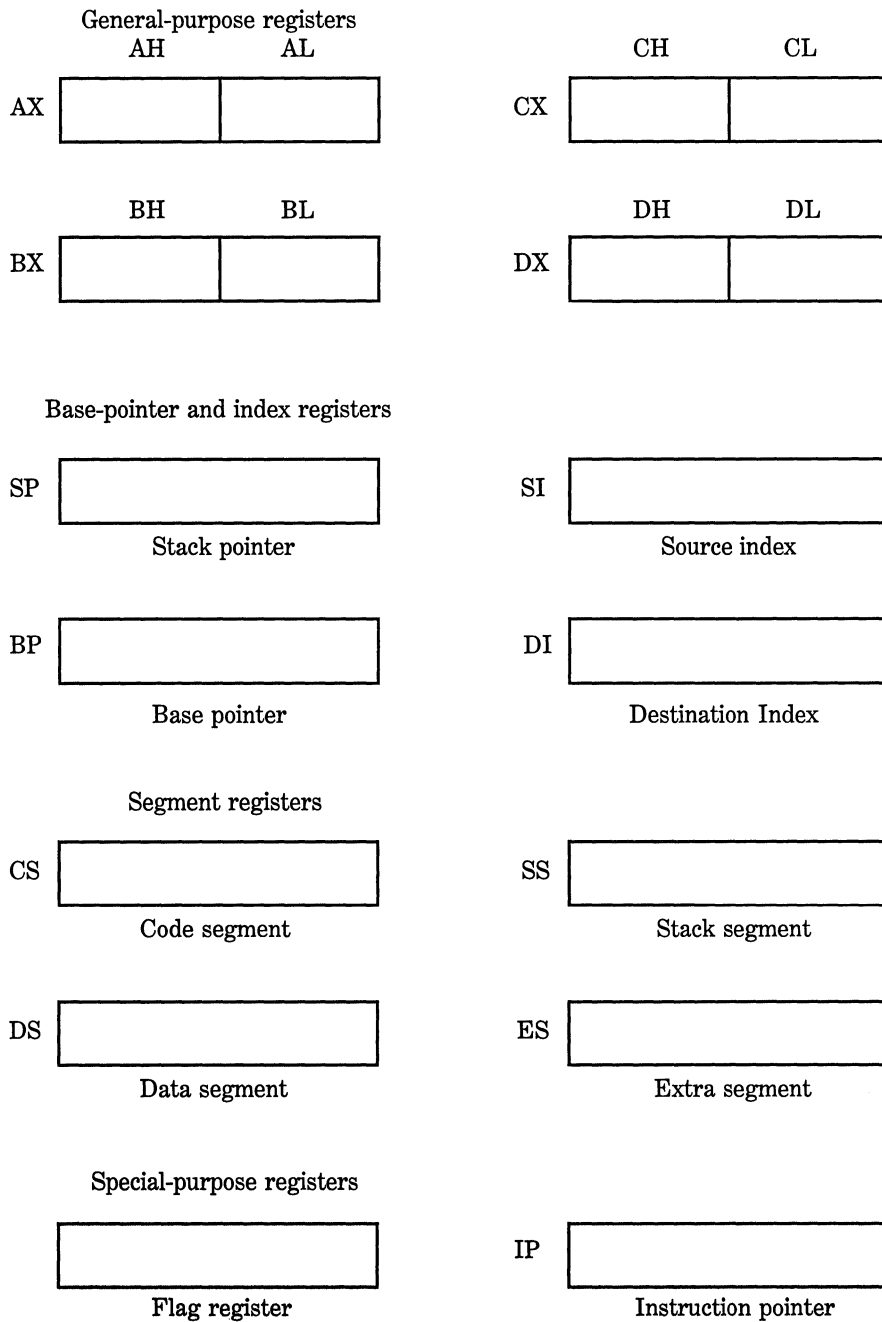 General-purpose registers
AH AL CH CL
AX CX
BH BL DH DL
BX DX
Base-pointer and index registers
SP SI
Stack pointer Source index
BP DI
Base pointer Destination Index
Segment registers
CS SS
Code segment Stack segment
DS ES
Data segment Extra segment
Special-purpose registers
IP
Flag register Instruction pointer